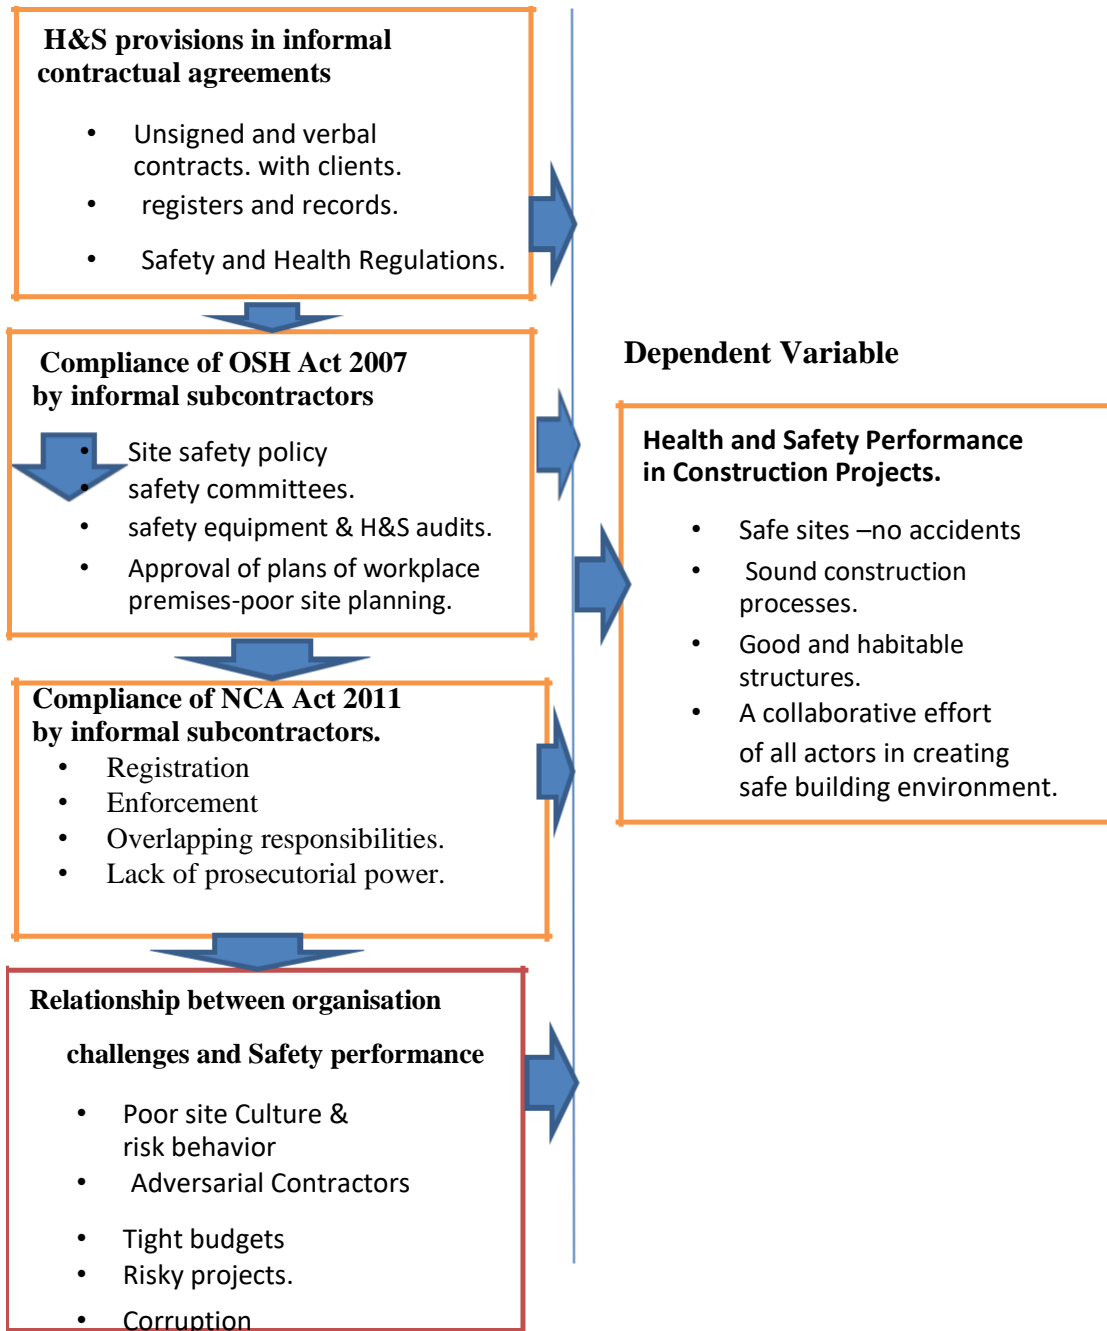 H&S provisions in informal
contractual agreements
• Unsigned and verbal
contracts. with clients.
• registers and records.
• Safety and Health Regulations.
Compliance of OSH Act 2007
by informal subcontractors
• Site safety policy
• safety committees.
• safety equipment & H&S audits.
• Approval of plans of workplace
premises-poor site planning.
Compliance of NCA Act 2011
by informal subcontractors.
• Registration
• Enforcement
• Overlapping responsibilities.
• Lack of prosecutorial power.
Relationship between organisation
challenges and Safety performance
• Poor site Culture &
risk behavior
• Adversarial Contractors
• Tight budgets
• Risky projects.
• Corruption
Dependent Variable
Health and Safety Performance
in Construction Projects.
• Safe sites –no accidents
• Sound construction
processes.
• Good and habitable
structures.
• A collaborative effort
of all actors in creating
safe building environment.